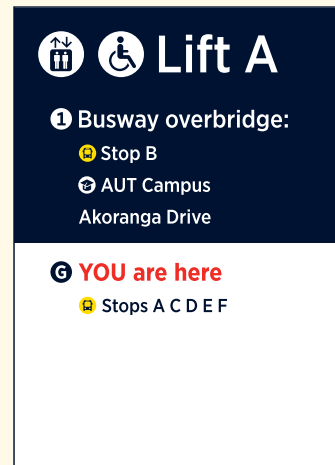 Lift A
1 Busway overbridge:
Stop B
AUT Campus
Akoranga Drive
G YOU are here
Stops A C D E F